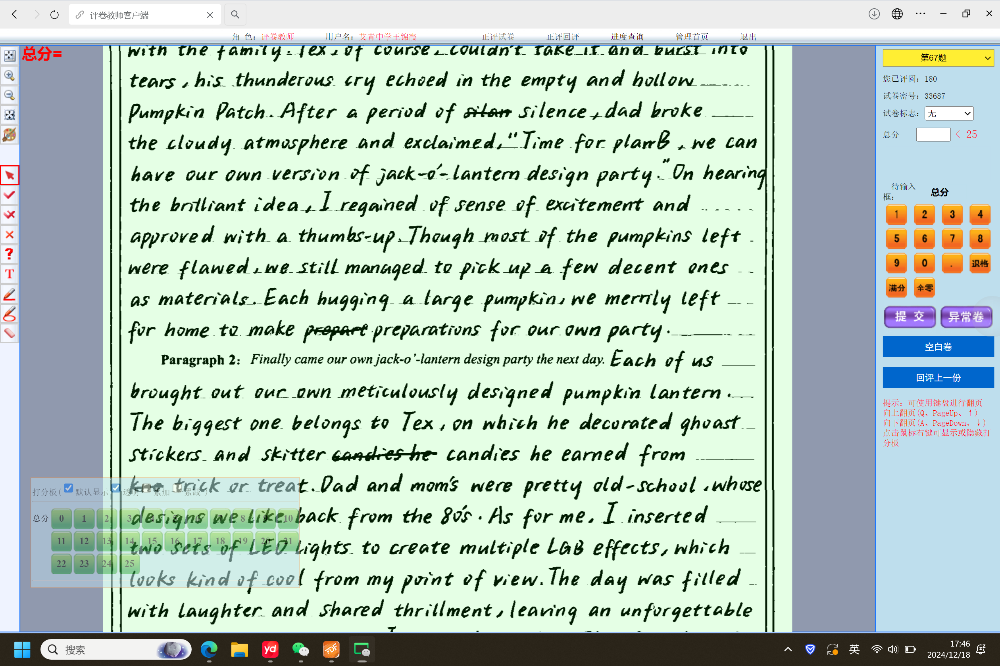 评卷教师客户端
角 色：评卷教师 用户名：艾青中学王锦霞 正评试卷 正评回评 进度查询 管理首页 退出
总分=
with the family. Tex, of course, couldn't take it and burst into
tears, his thunderous cry echoed in the empty and hollow
Pumpkin Patch. After a period of silan silence, dad broke
the cloudy atmosphere and exclaimed, "Time for plan B, we can
have our own version of jack-o'-lantern design party." On hearing
the brilliant idea, I regained of sense of excitement and
approved with a thumbs-up. Though most of the pumpkins left
were flawed, we still managed to pick up a few decent ones
as materials. Each hugging a large pumpkin, we merrily left
for home to make prepart preparations for our own party.
Paragraph 2: Finally came our own jack-o'-lantern design party the next day. Each of us
brought out our own meticulously designed pumpkin lantern.
The biggest one belongs to Tex, on which he decorated ghoast
stickers and skitter candies he candies he earned from
trick or treat. Dad and mom's were pretty old-school, whose
designs we like back from the 80's. As for me, I inserted
two sets of LED lights to create multiple LGB effects, which
looks kind of cool from my point of view. The day was filled
with laughter and shared thrillment, leaving an unforgettable
打分板( 默认显示 透明 累加 累减 )
总分 0 1 2 3 4 5 6 7 8 9 10
11 12 13 14 15 16 17 18 19 20 21
22 23 24 25
第67题
您已评阅：180
试卷密号：33687
试卷标志：无
总分 <=25
待输入框： 总分
1 2 3 4
5 6 7 8
9 0 . 退格
满分 全零
提 交 异常卷
空白卷
回评上一份
提示：可使用键盘进行翻页
向上翻页(Q、PageUp、↑)
向下翻页(A、PageDown、↓)
点击鼠标右键可显示或隐藏打
分板
搜索
yd
PDF
英
17:46
2024/12/18